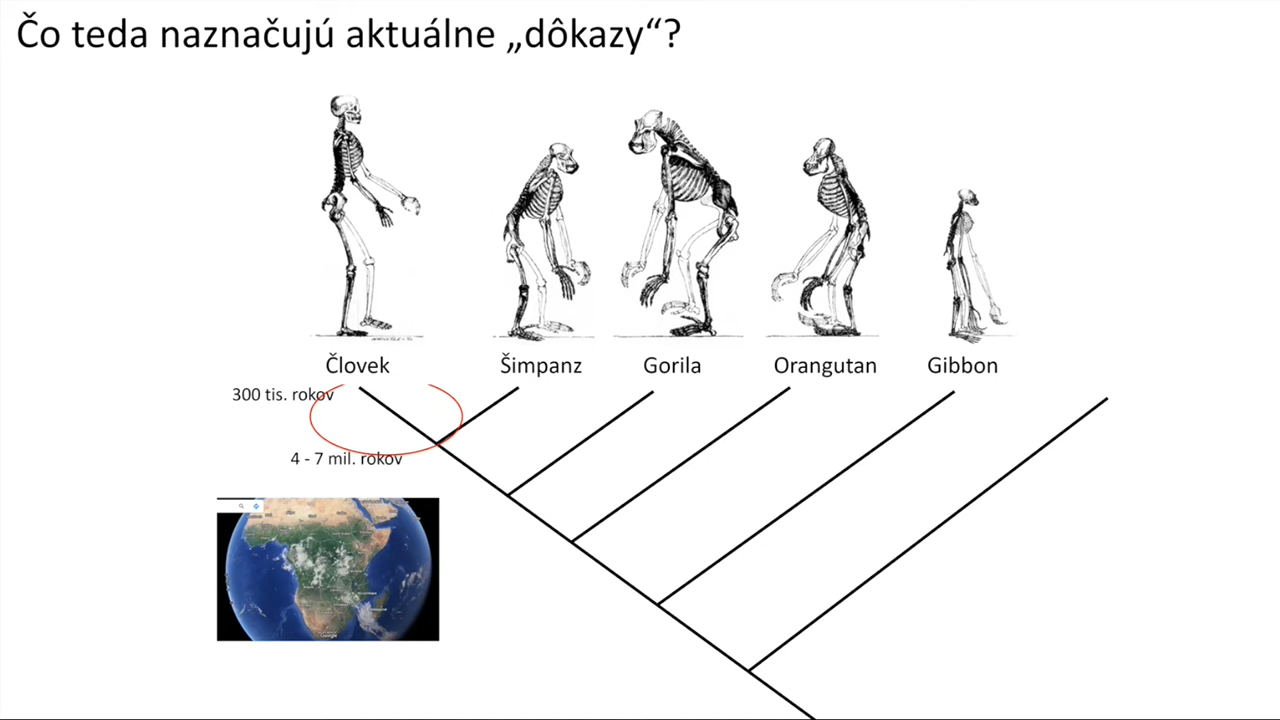 Čo teda naznačujú aktuálne „dôkazy“?
Človek
Šimpanz
Gorila
Orangutan
Gibbon
300 tis. rokov
4 - 7 mil. rokov